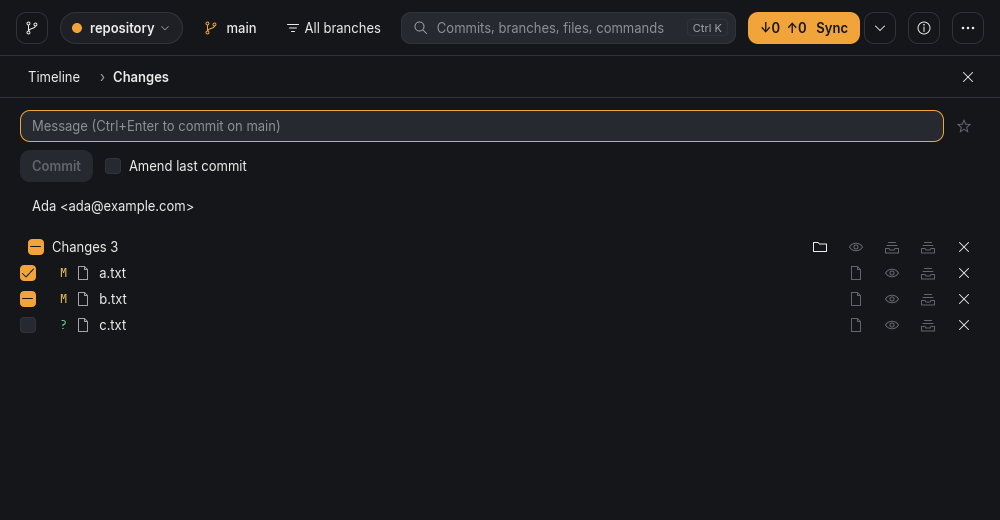 repository main All branches Commits, branches, files, commands Ctrl K ↓0 ↑0 Sync
Timeline › Changes
Message (Ctrl+Enter to commit on main)
Commit Amend last commit
Ada <ada@example.com>
Changes 3
M a.txt
M b.txt
? c.txt